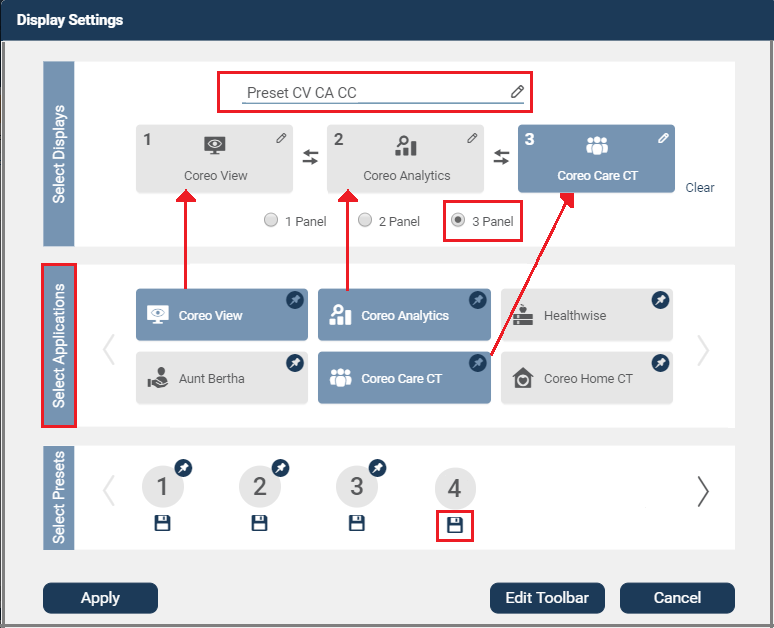 Display Settings
Select Displays
Preset CV CA CC
1
Coreo View
2
Coreo Analytics
3
Coreo Care CT
Clear
1 Panel
2 Panel
3 Panel
Select Applications
Coreo View
Coreo Analytics
Healthwise
Aunt Bertha
Coreo Care CT
Coreo Home CT
Select Presets
1
2
3
4
Apply
Edit Toolbar
Cancel